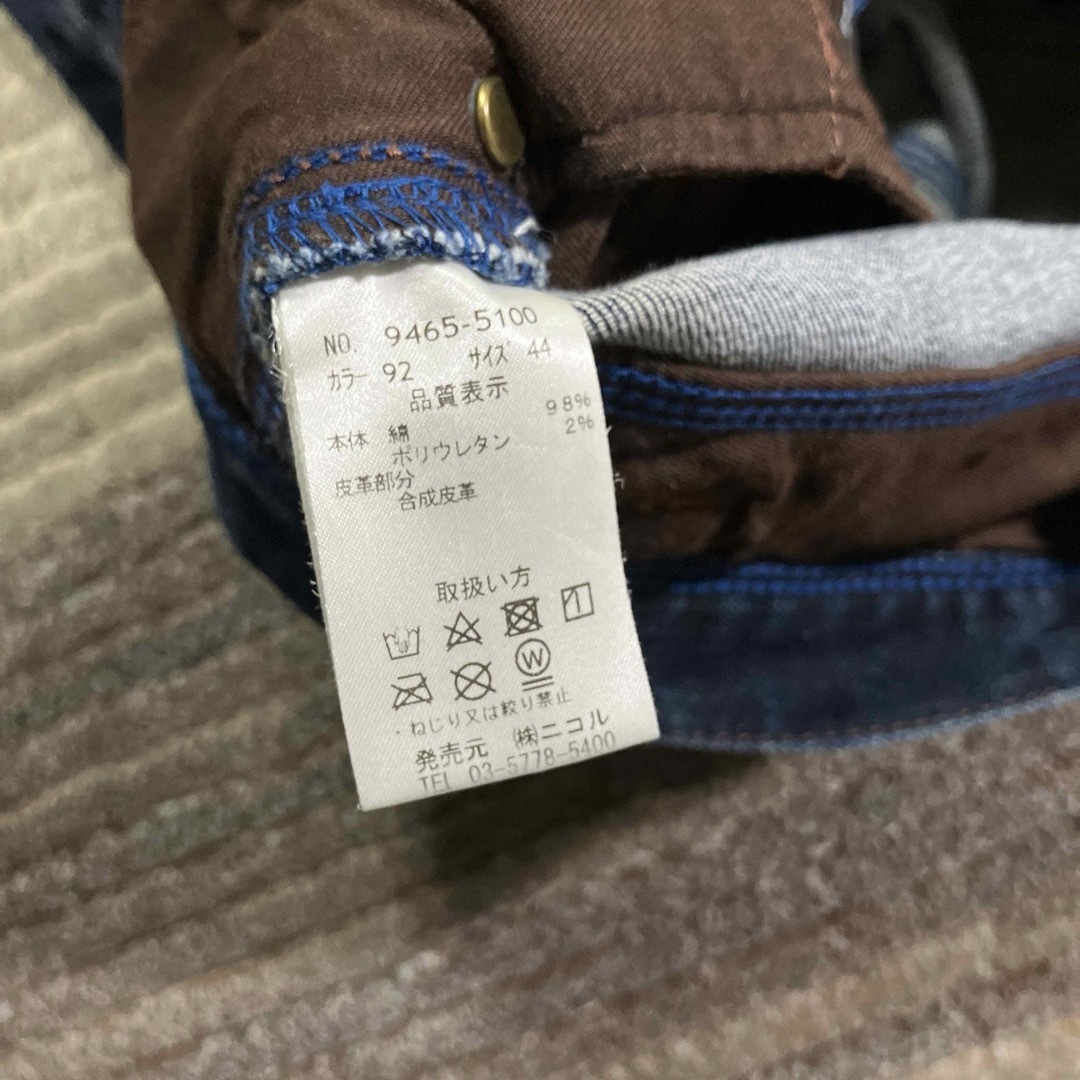 NO. 9465-5100
カラー 92 サイズ 44
品質表示
本体 綿 98%
ポリウレタン 2%
皮革部分
合成皮革
取扱い方
W
・ねじり又は絞り禁止
発売元 ㈱ニコル
TEL 03-5778-5400